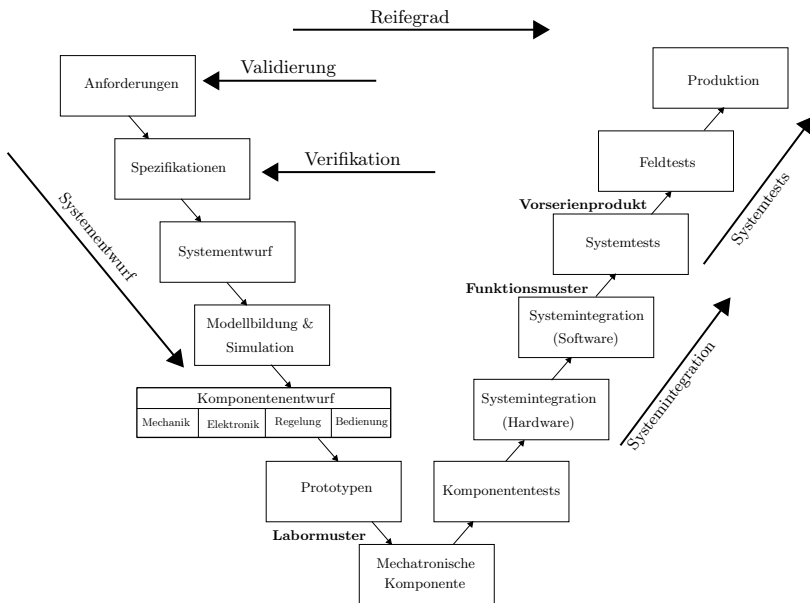 Reifegrad
Validierung
Anforderungen
Produktion
Verifikation
Spezifikationen
Feldtests
Systementwurf
Systemtests
Vorserienprodukt
Systementwurf
Systemtests
Funktionsmuster
Modellbildung &
Simulation
Systemintegration
(Software)
Systemintegration
Komponentenentwurf
Mechanik Elektronik Regelung Bedienung
Systemintegration
(Hardware)
Prototypen
Komponententests
Labormuster
Mechatronische
Komponente